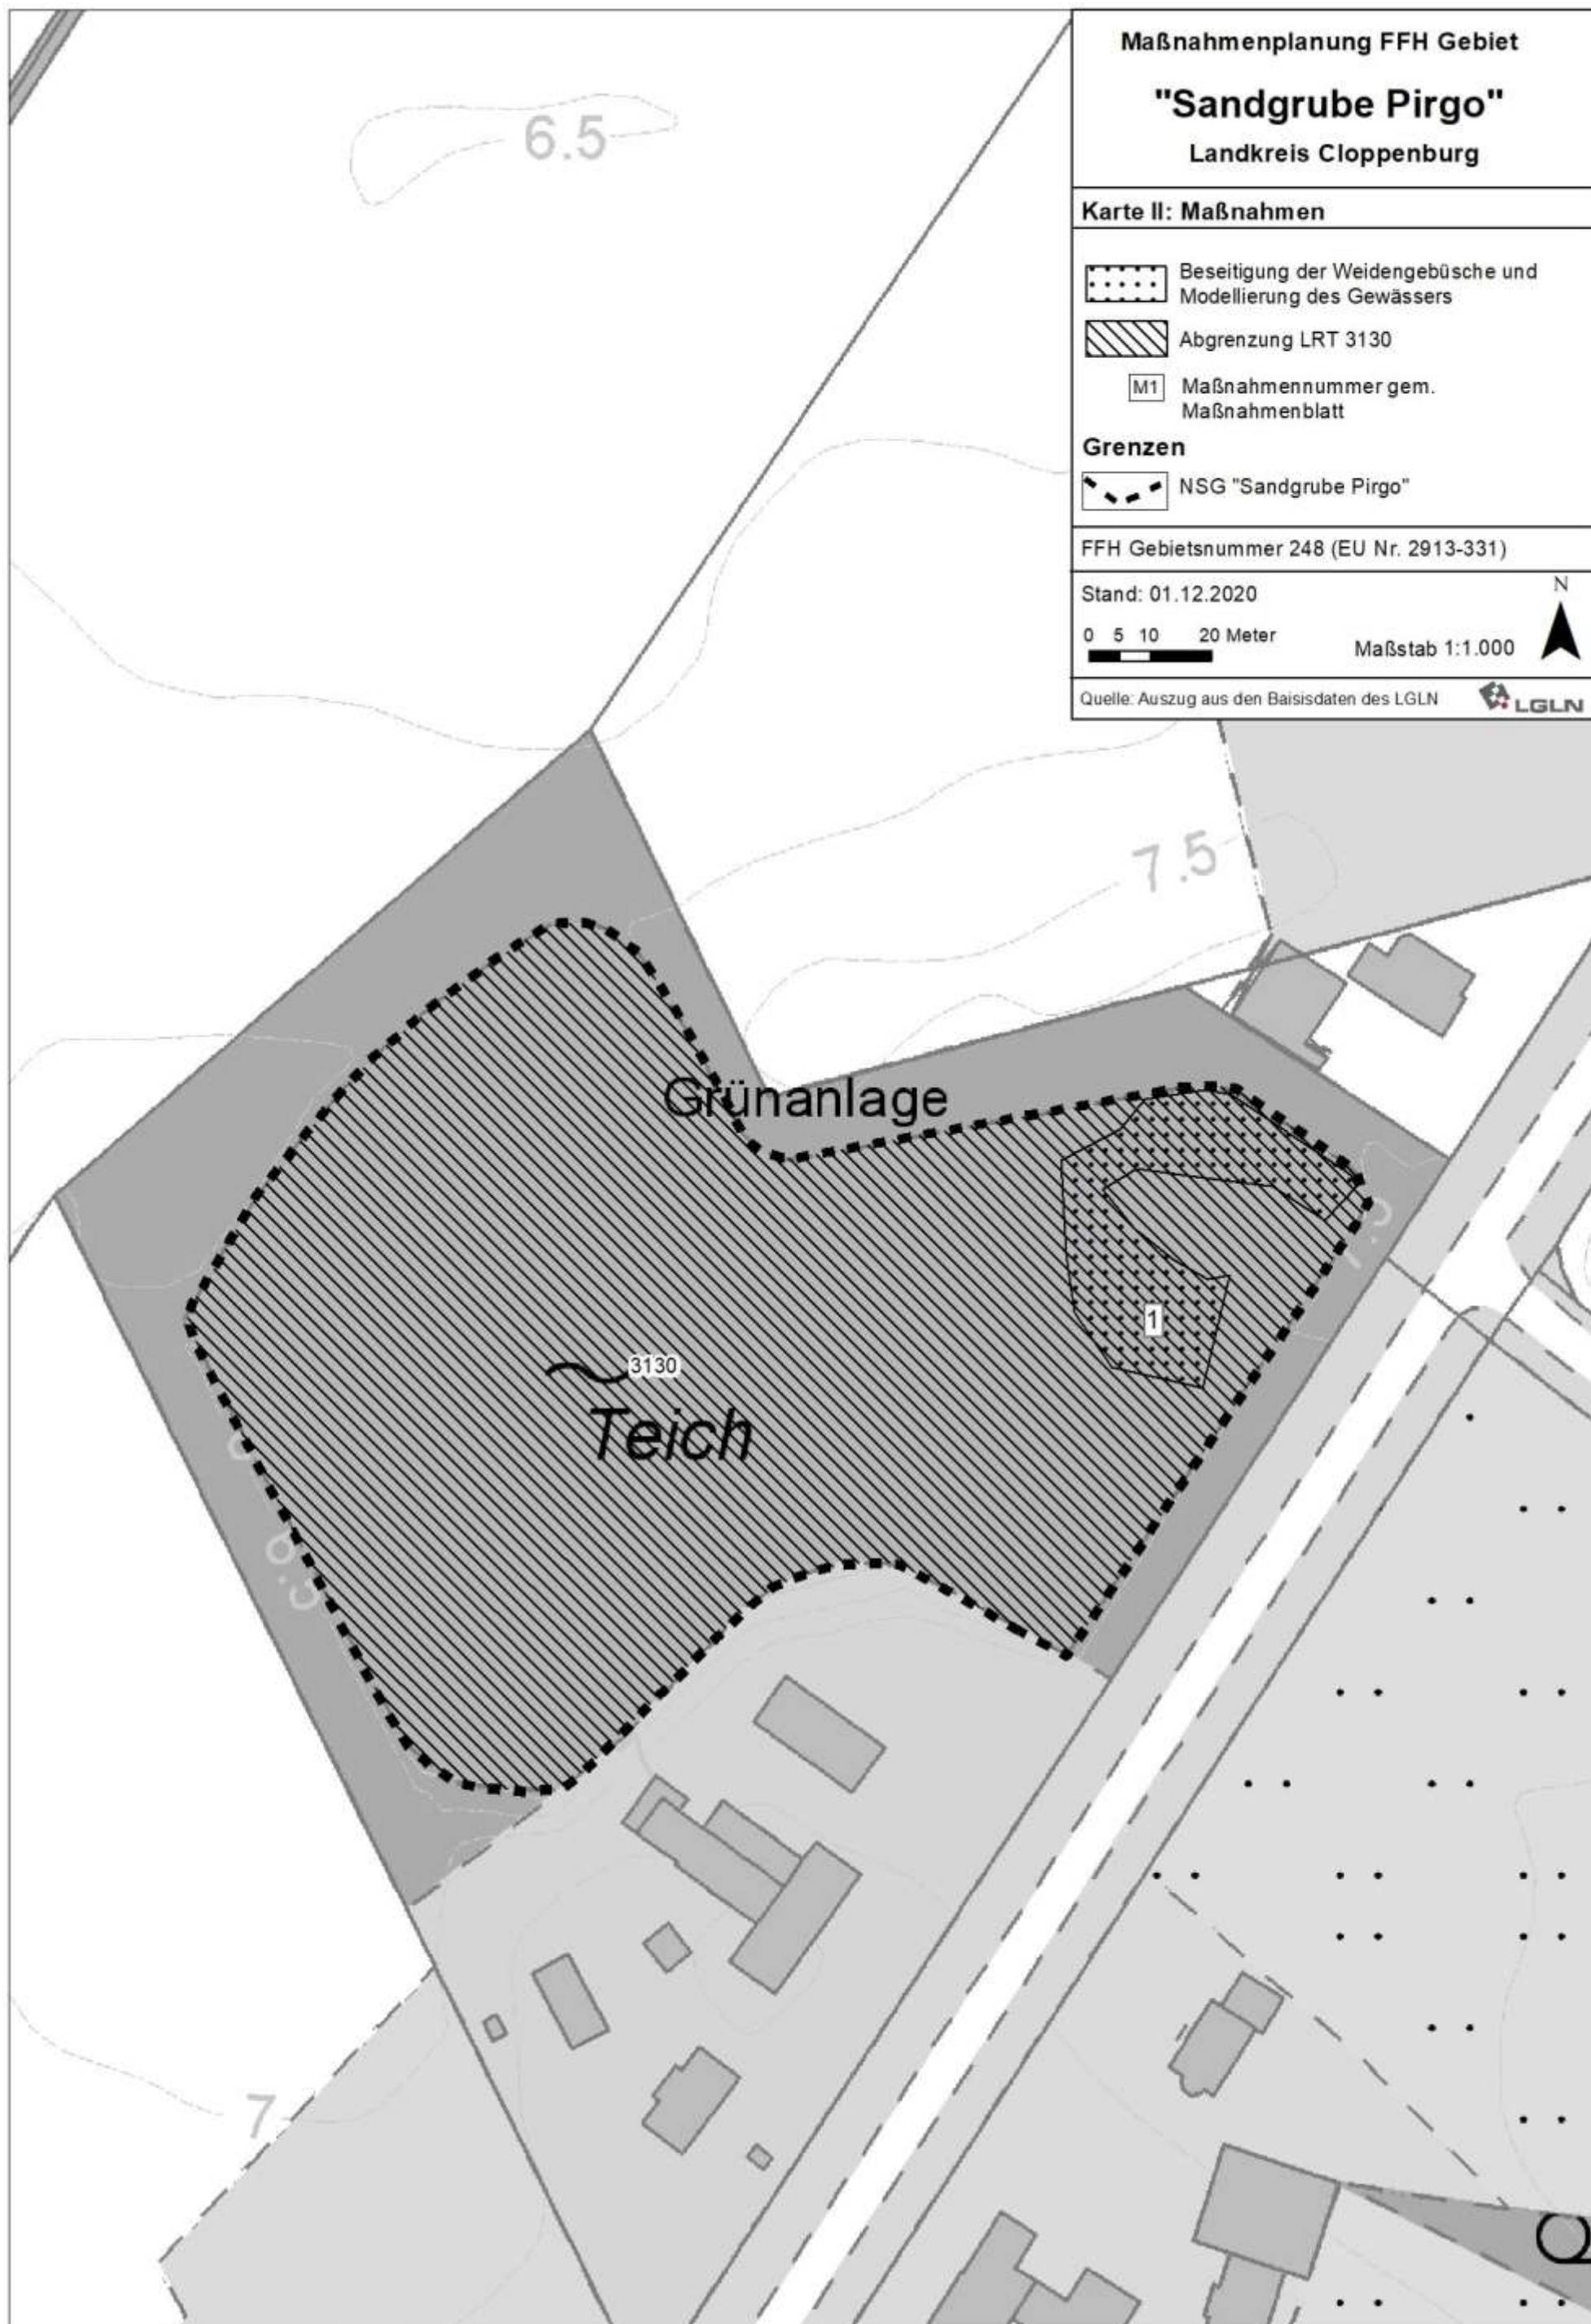 Maßnahmenplanung FFH Gebiet
"Sandgrube Pirgo"
Landkreis Cloppenburg
Karte II: Maßnahmen
Beseitigung der Weidengebüsche und
Modellierung des Gewässers
Abgrenzung LRT 3130
M1 Maßnahmennummer gem.
Maßnahmenblatt
Grenzen
NSG "Sandgrube Pirgo"
FFH Gebietsnummer 248 (EU Nr. 2913-331)
Stand: 01.12.2020
N
0 5 10 20 Meter
Maßstab 1:1.000
Quelle: Auszug aus den Baisisdaten des LGLN
LGLN
6.5
7.5
Grünanlage
1
3130
Teich
7